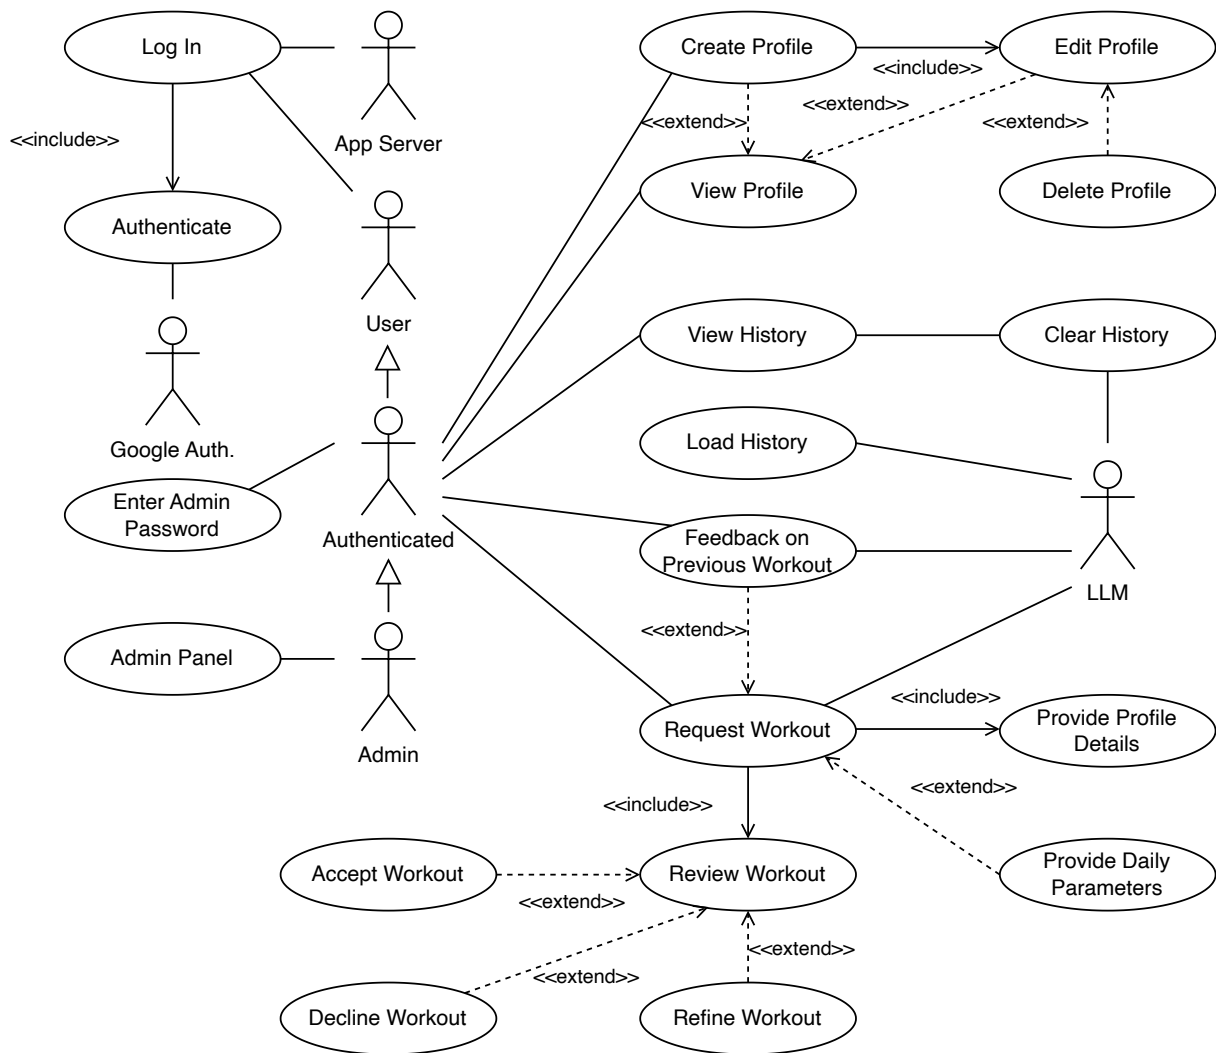 Log In
App Server
Create Profile
<<include>>
Edit Profile
<<include>>
<<extend>>
<<extend>>
<<extend>>
Authenticate
User
View Profile
Delete Profile
Google Auth.
View History
Clear History
Load History
Enter Admin
Password
Authenticated
Feedback on
Previous Workout
LLM
<<extend>>
Admin Panel
Admin
Request Workout
<<include>>
Provide Profile
Details
<<extend>>
<<include>>
Accept Workout
Review Workout
Provide Daily
Parameters
<<extend>>
<<extend>>
<<extend>>
Decline Workout
Refine Workout